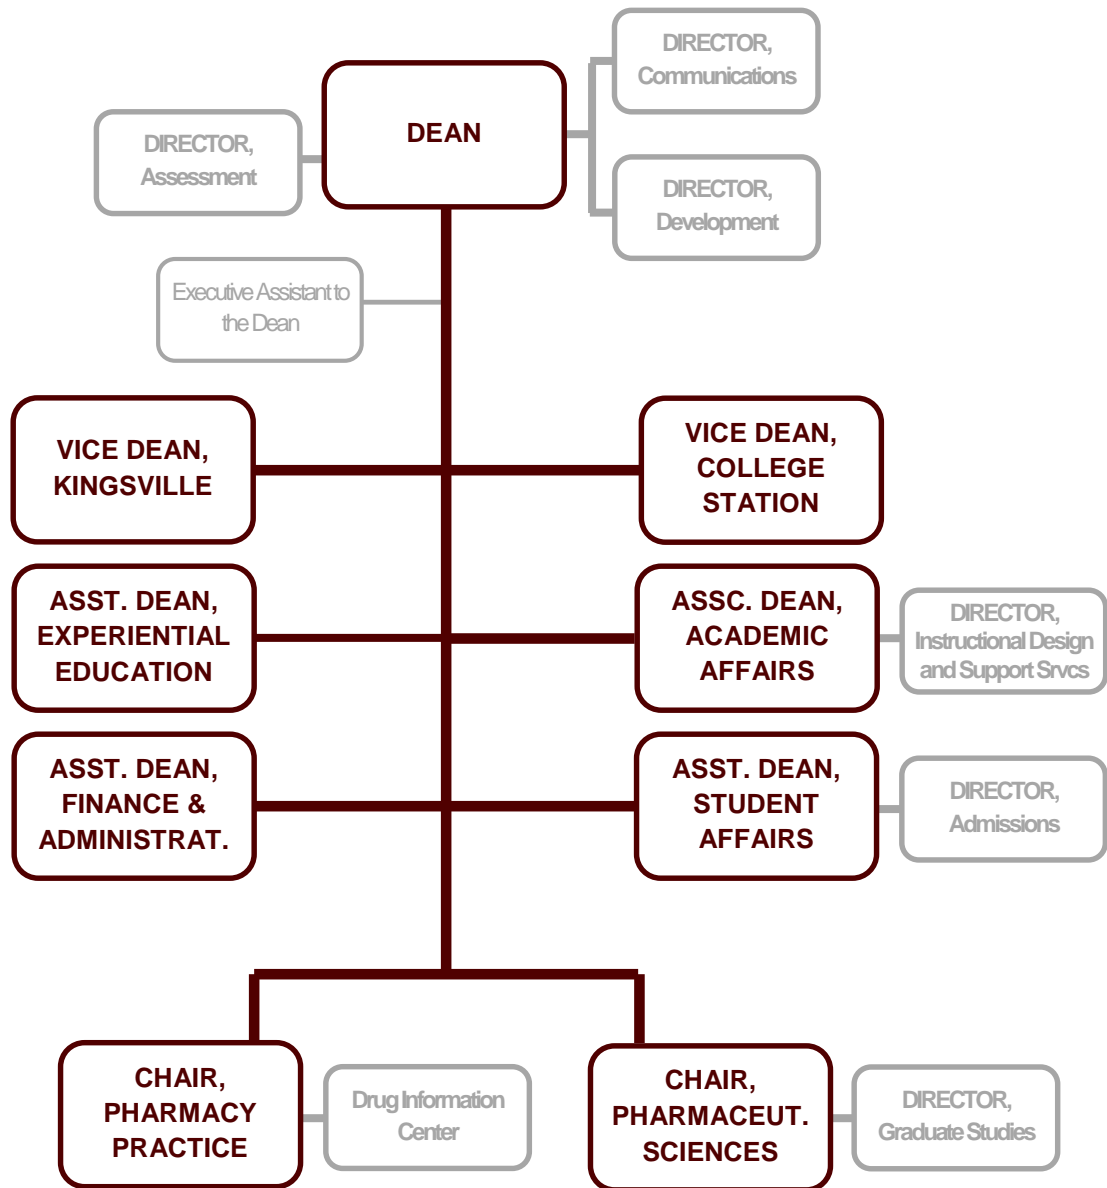 DIRECTOR,
Communications
DEAN
DIRECTOR,
Assessment
DIRECTOR,
Development
Executive Assistant to
the Dean
VICE DEAN,
KINGSVILLE
VICE DEAN,
COLLEGE
STATION
ASST. DEAN,
EXPERIENTIAL
EDUCATION
ASSC. DEAN,
ACADEMIC
AFFAIRS
DIRECTOR,
Instructional Design
and Support Srvcs
ASST. DEAN,
FINANCE &
ADMINISTRAT.
ASST. DEAN,
STUDENT
AFFAIRS
DIRECTOR,
Admissions
CHAIR,
PHARMACY
PRACTICE
Drug Information
Center
CHAIR,
PHARMACEUT.
SCIENCES
DIRECTOR,
Graduate Studies